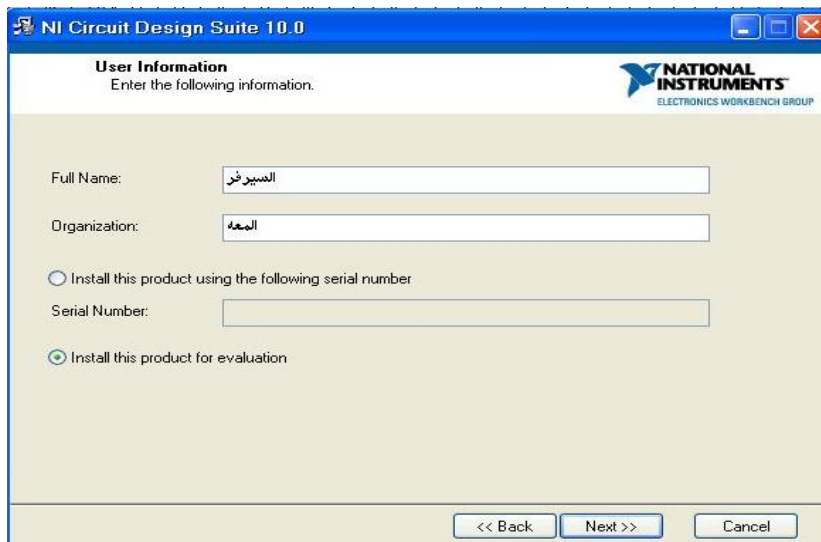 NI Circuit Design Suite 10.0
User Information
Enter the following information.
NATIONAL
INSTRUMENTS
ELECTRONICS WORKBENCH GROUP
Full Name:
السيرفر
Organization:
المعه
Install this product using the following serial number
Serial Number:
Install this product for evaluation
<< Back Next >> Cancel